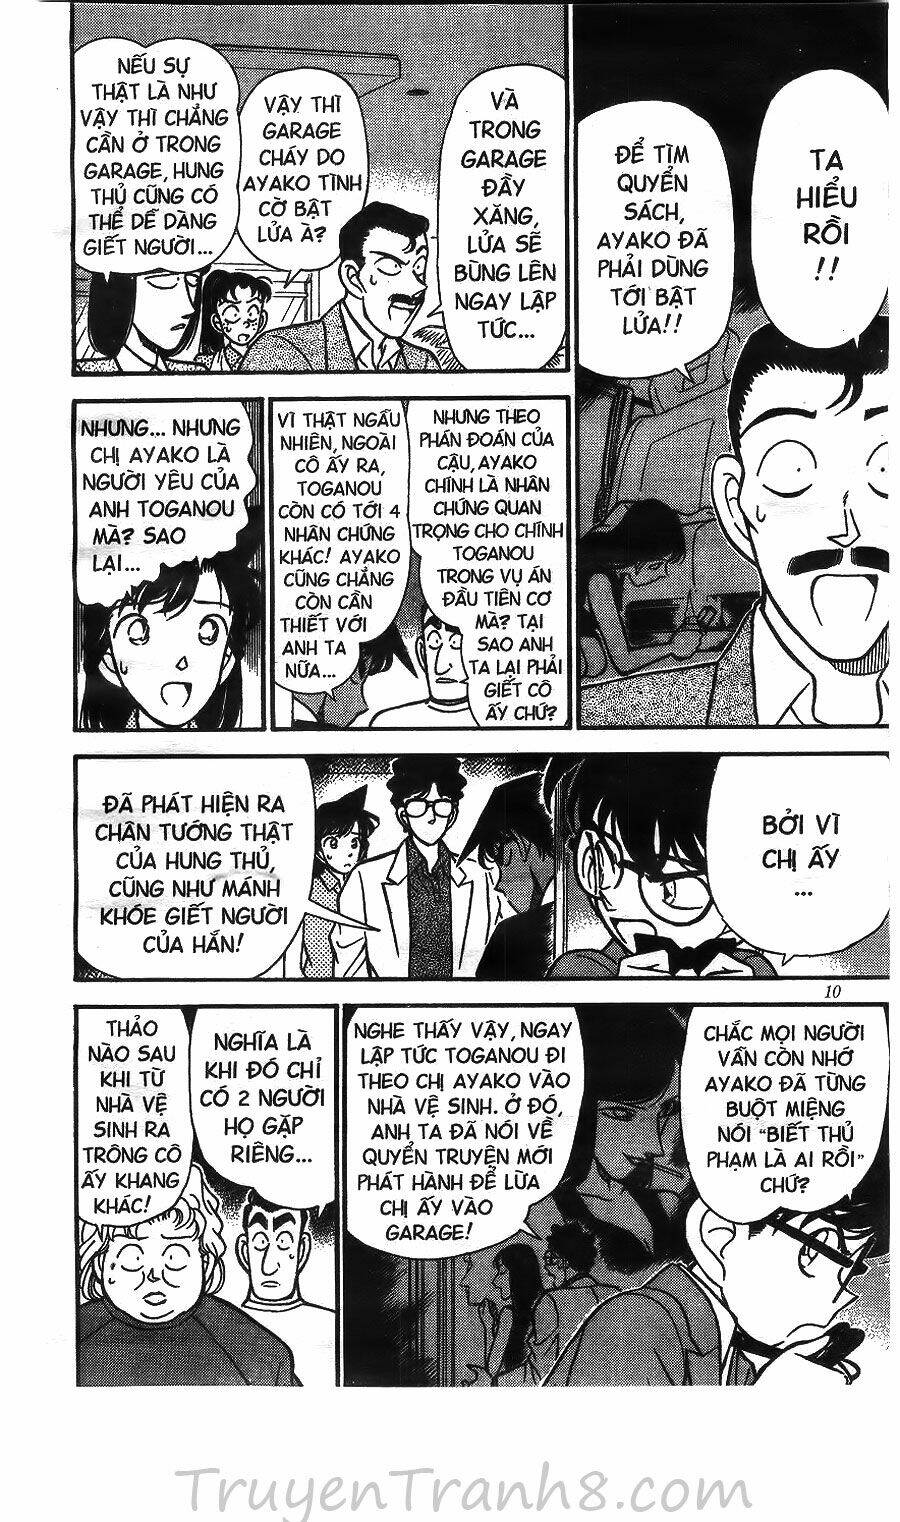 TA
HIỂU
RỒI
!!
ĐỂ TÌM
QUYỂN
SÁCH,
AYAKO ĐÃ
PHẢI DÙNG
TỚI BẬT
LỬA!!
VÀ
TRONG
GARAGE
ĐẦY
XĂNG,
LỬA SẼ
BÙNG LÊN
NGAY LẬP
TỨC...
VẬY THÌ
GARAGE
CHÁY DO
AYAKO TÌNH
CỜ BẬT
LỬA À?
NẾU SỰ
THẬT LÀ NHƯ
VẬY THÌ CHẲNG
CẦN Ở TRONG
GARAGE, HUNG
THỦ CŨNG CÓ
THỂ DỄ DÀNG
GIẾT NGƯỜI...
NHƯNG THEO
PHÁN ĐOÁN CỦA
CẬU, AYAKO
CHÍNH LÀ NHÂN
CHỨNG QUAN
TRỌNG CHO CHÍNH
TOGANOU
TRONG VỤ ÁN
ĐẦU TIÊN CƠ
MÀ? TẠI
SAO ANH
TA LẠI PHẢI
GIẾT CÔ
ẤY CHỨ?
VÌ THẬT NGẪU
NHIÊN, NGOÀI
CÔ ẤY RA,
TOGANOU
CÒN CÓ TỚI 4
NHÂN CHỨNG
KHÁC! AYAKO
CŨNG CHẲNG
CÒN CẦN
THIẾT VỚI
ANH TA
NỮA...
NHƯNG... NHƯNG
CHỊ AYAKO LÀ
NGƯỜI YÊU CỦA
ANH TOGANOU
MÀ? SAO
LẠI...
BỞI VÌ
CHỊ ẤY
...
ĐÃ PHÁT HIỆN RA
CHÂN TƯỚNG THẬT
CỦA HUNG THỦ,
CŨNG NHƯ MÁNH
KHÓE GIẾT NGƯỜI
CỦA HẮN!
10
CHẮC MỌI NGƯỜI
VẪN CÒN NHỚ
AYAKO ĐÃ TỪNG
BUỘT MIỆNG
NÓI "BIẾT THỦ
PHẠM LÀ AI RỒI"
CHỨ?
NGHE THẤY VẬY, NGAY
LẬP TỨC TOGANOU ĐI
THEO CHỊ AYAKO VÀO
NHÀ VỆ SINH. Ở ĐÓ,
ANH TA ĐÃ NÓI VỀ
QUYỂN TRUYỆN MỚI
PHÁT HÀNH ĐỂ LỪA
CHỊ ẤY VÀO
GARAGE!
NGHĨA LÀ
KHI ĐÓ CHỈ
CÓ 2 NGƯỜI
HỌ GẶP
RIÊNG...
THẢO
NÀO SAU
KHI TỪ
NHÀ VỆ
SINH RA
TRÔNG CÔ
ẤY KHANG
KHÁC!
TruyenTranh8.com